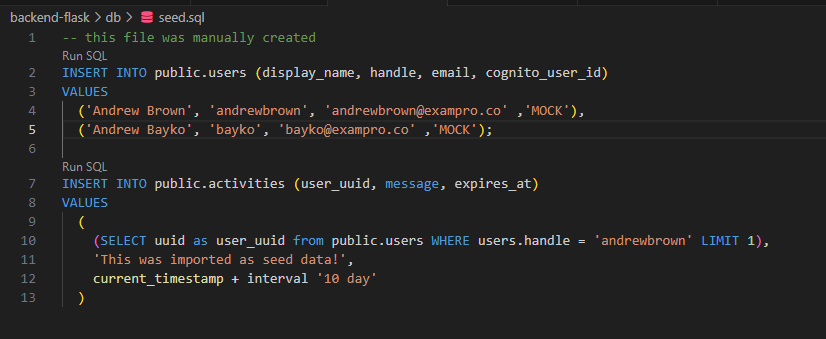 backend-flask > db > seed.sql
1 -- this file was manually created
Run SQL
2 INSERT INTO public.users (display_name, handle, email, cognito_user_id)
3 VALUES
4 ('Andrew Brown', 'andrewbrown', 'andrewbrown@exampro.co' ,'MOCK'),
5 ('Andrew Bayko', 'bayko', 'bayko@exampro.co' ,'MOCK');
6
Run SQL
7 INSERT INTO public.activities (user_uuid, message, expires_at)
8 VALUES
9 (
10 (SELECT uuid as user_uuid from public.users WHERE users.handle = 'andrewbrown' LIMIT 1),
11 'This was imported as seed data!',
12 current_timestamp + interval '10 day'
13 )